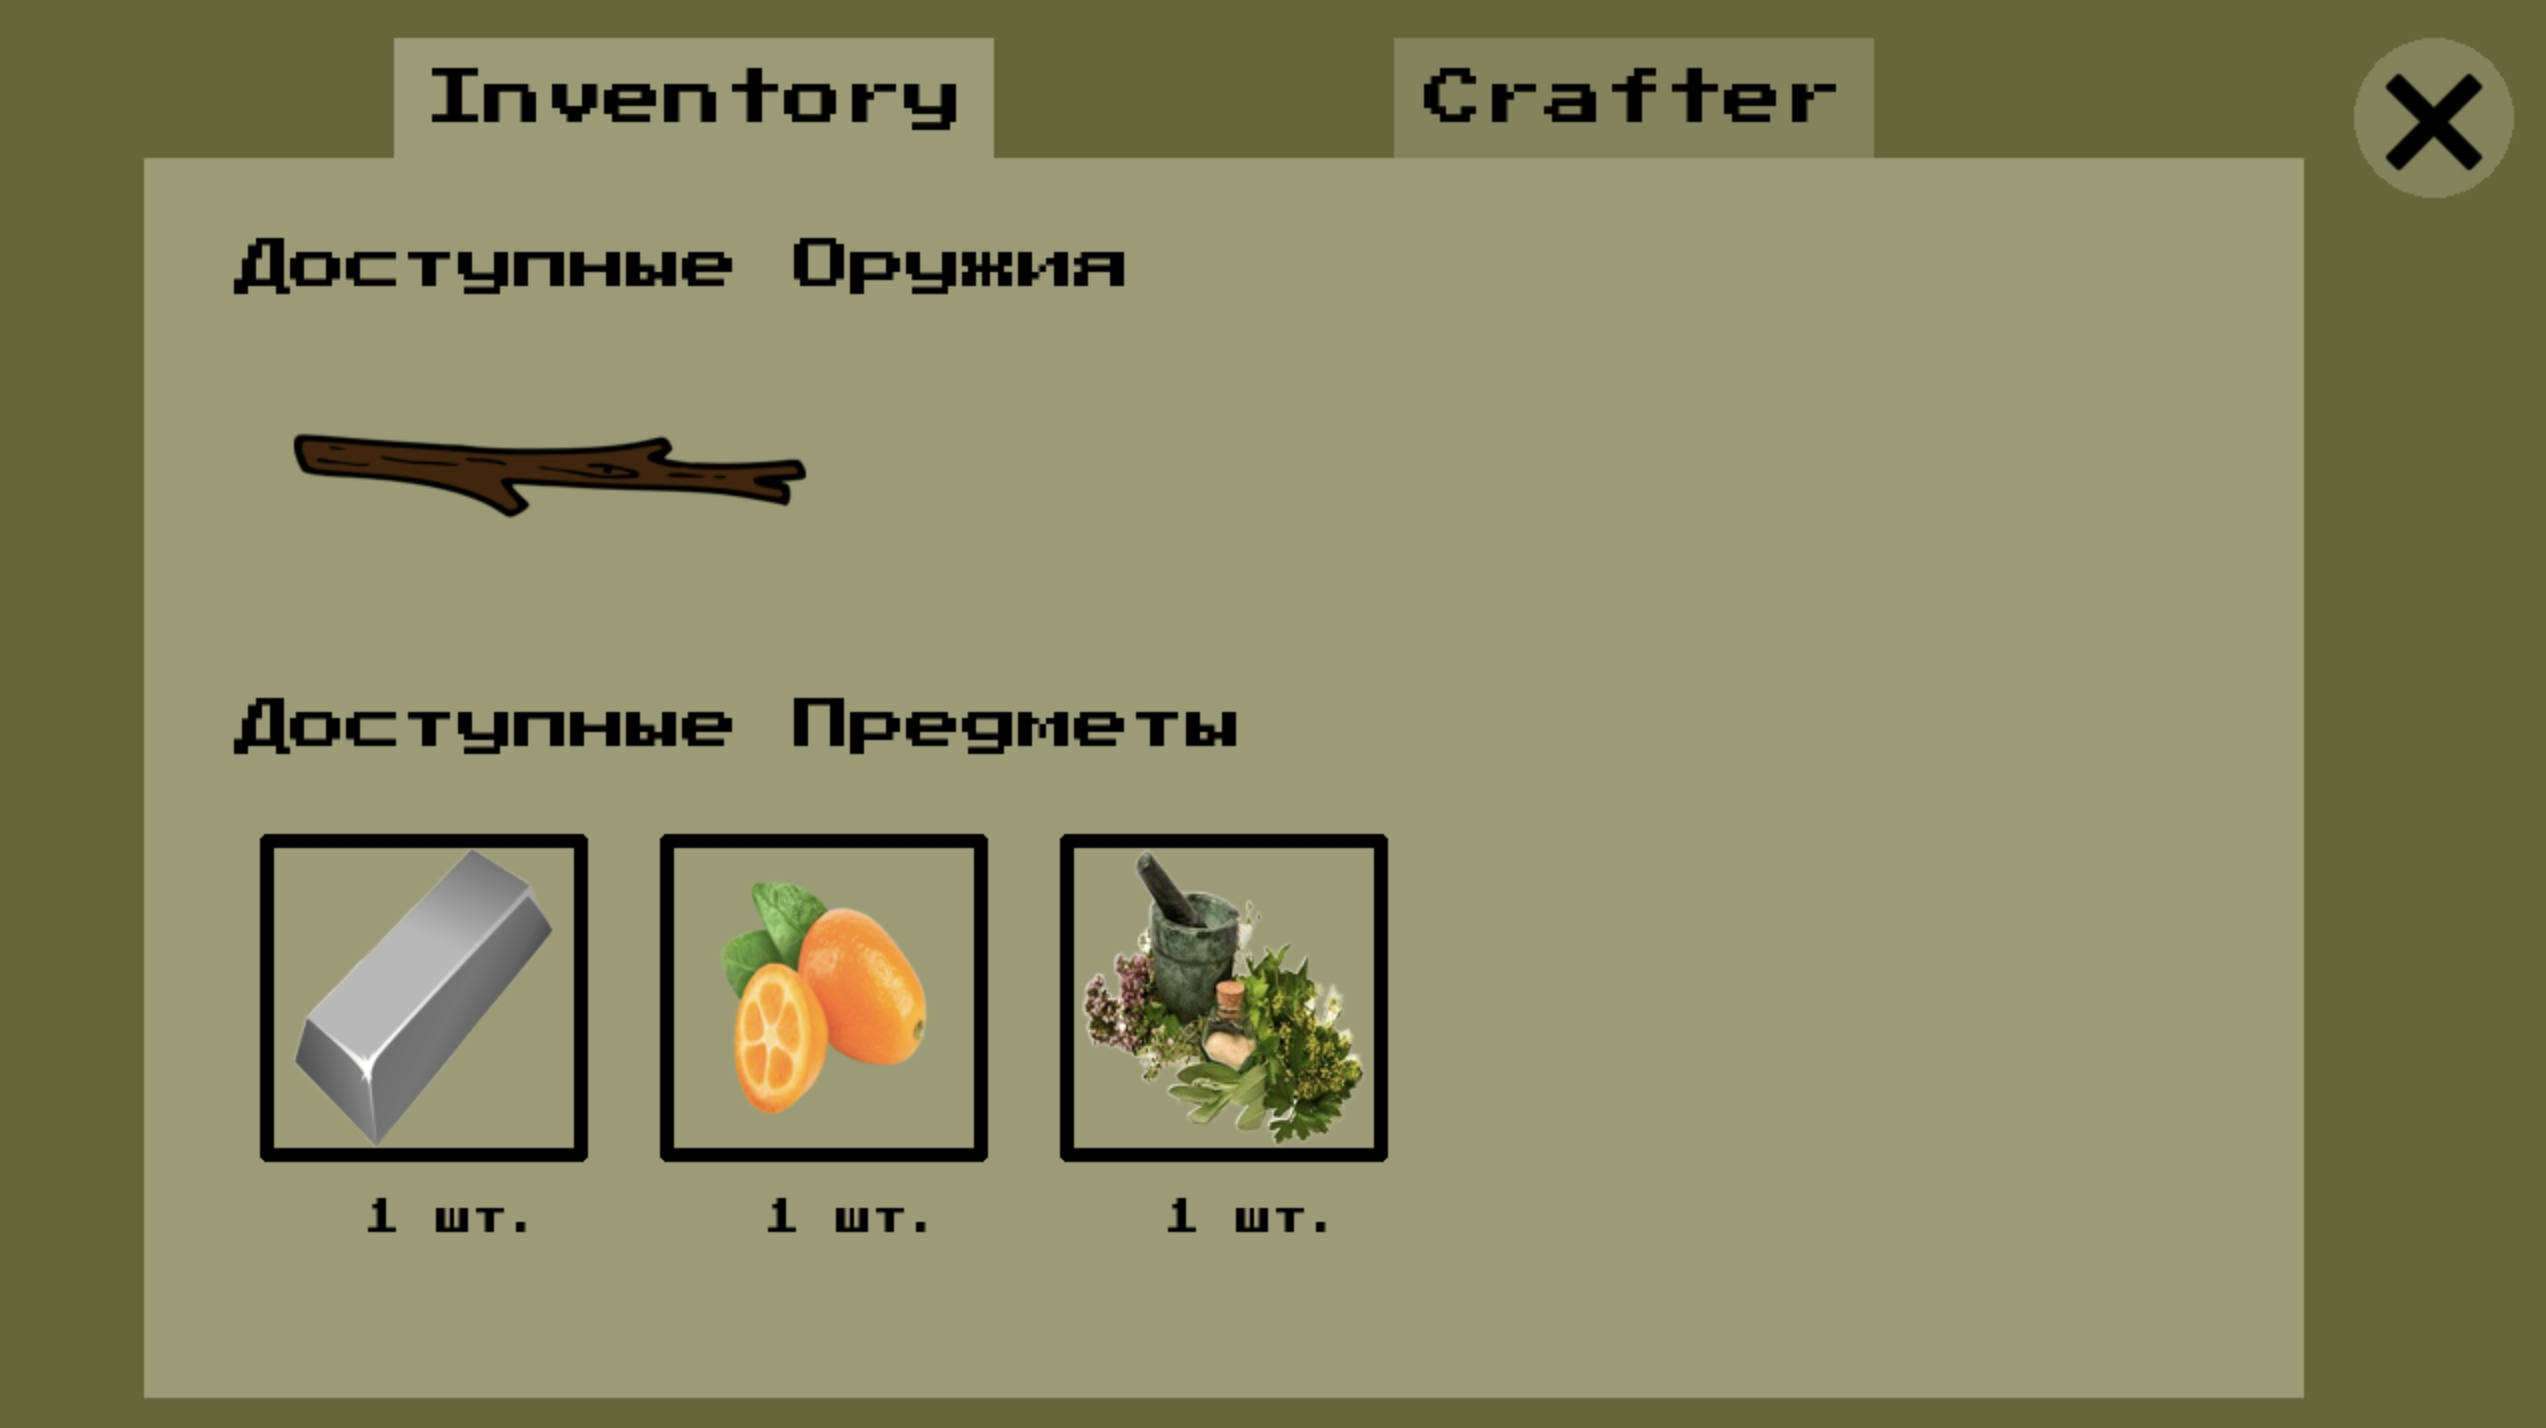 Inventory
Crafter
Доступные Оружия
Доступные Предметы
1 шт.
1 шт.
1 шт.